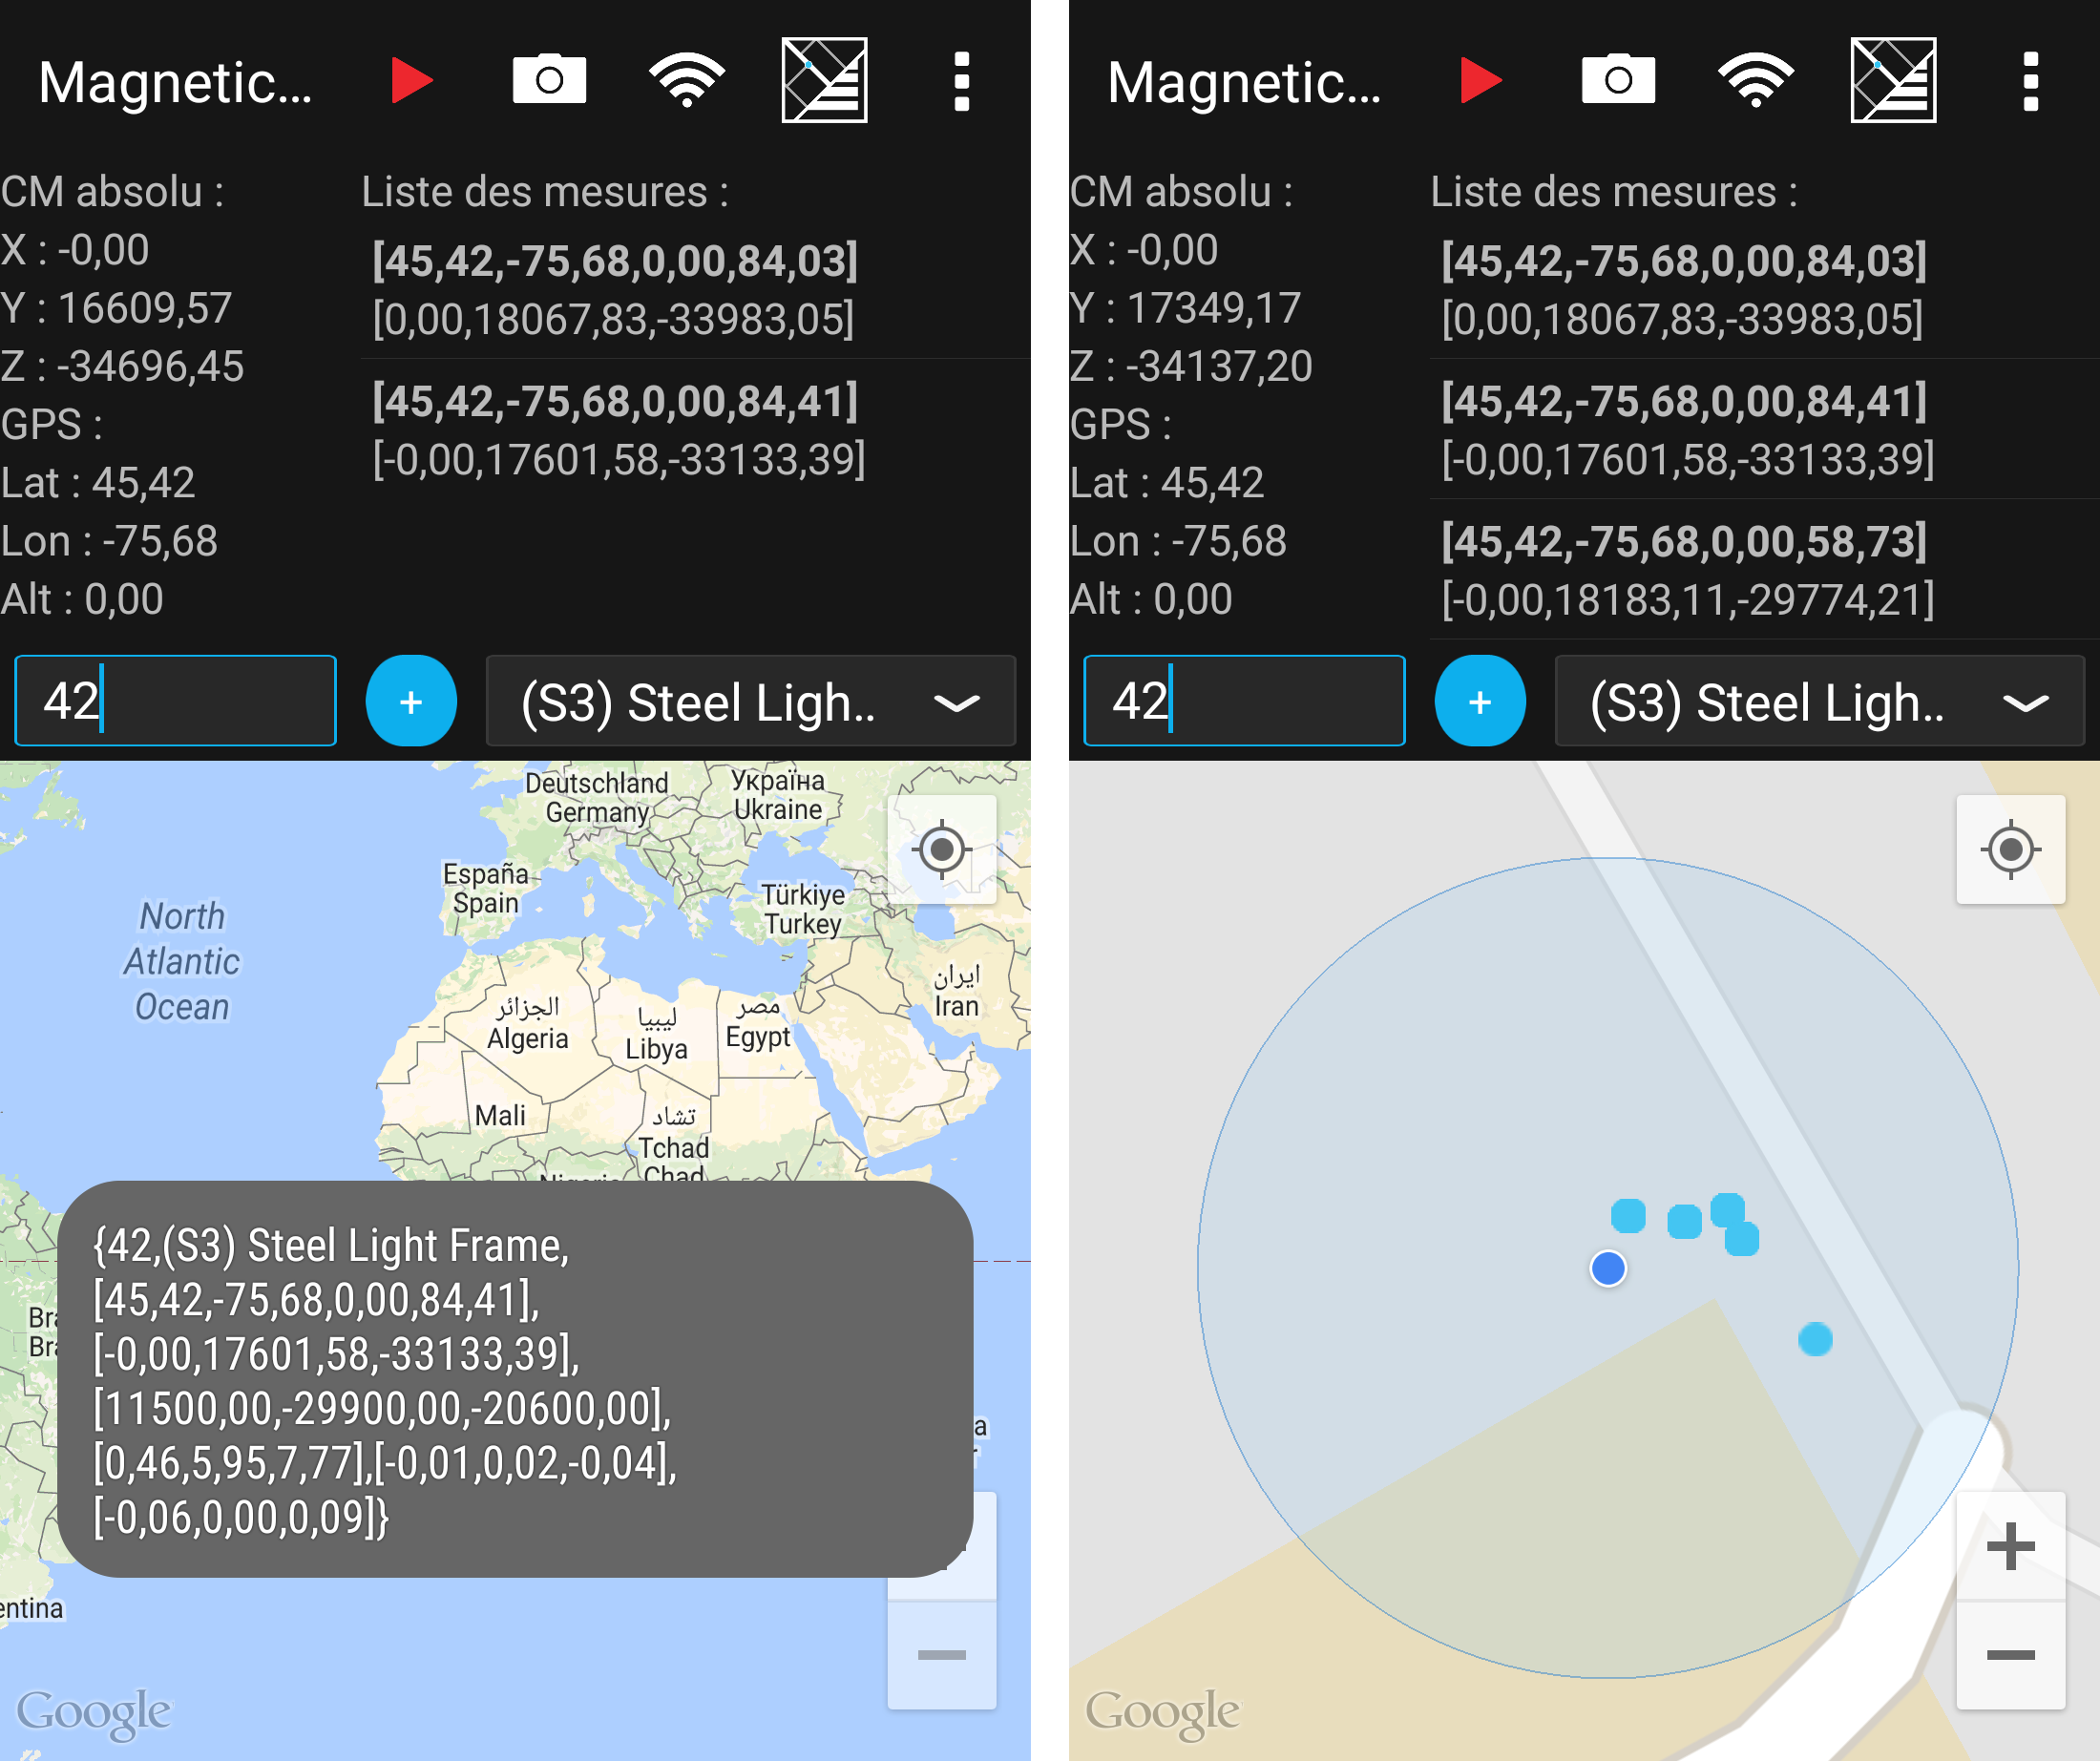 Magnetic...
CM absolu :
X : -0,00
Y : 16609,57
Z : -34696,45
GPS :
Lat : 45,42
Lon : -75,68
Alt : 0,00
Liste des mesures :
[45,42,-75,68,0,00,84,03]
[0,00,18067,83,-33983,05]
[45,42,-75,68,0,00,84,41]
[-0,00,17601,58,-33133,39]
42
+
(S3) Steel Ligh..
Deutschland
Germany
Україна
Ukraine
España
Spain
Türkiye
Turkey
North
Atlantic
Ocean
ایران
Iran
الجزائر
Algeria
ليبيا
Libya
مصر
Egypt
Mali
تشاد
Tchad
Chad
{42,(S3) Steel Light Frame,
[45,42,-75,68,0,00,84,41],
[-0,00,17601,58,-33133,39],
[11500,00,-29900,00,-20600,00],
[0,46,5,95,7,77],[-0,01,0,02,-0,04],
[-0,06,0,00,0,09]}
Bra
Bra
a
entina
Google
Magnetic...
CM absolu :
X : -0,00
Y : 17349,17
Z : -34137,20
GPS :
Lat : 45,42
Lon : -75,68
Alt : 0,00
Liste des mesures :
[45,42,-75,68,0,00,84,03]
[0,00,18067,83,-33983,05]
[45,42,-75,68,0,00,84,41]
[-0,00,17601,58,-33133,39]
[45,42,-75,68,0,00,58,73]
[-0,00,18183,11,-29774,21]
42
+
(S3) Steel Ligh..
Google